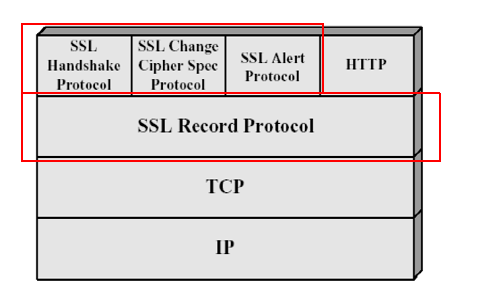 SSL
Handshake
Protocol
SSL Change
Cipher Spec
Protocol
SSL Alert
Protocol
HTTP
SSL Record Protocol
TCP
IP